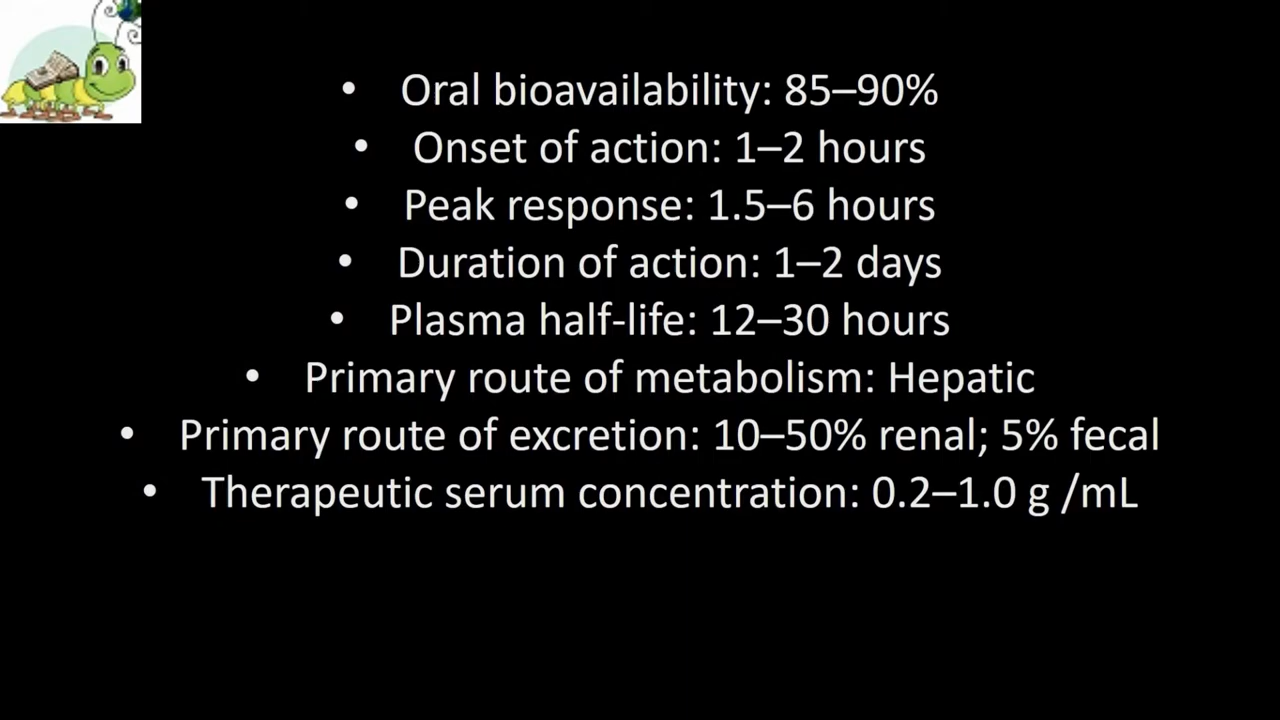 • Oral bioavailability: 85–90%
• Onset of action: 1–2 hours
• Peak response: 1.5–6 hours
• Duration of action: 1–2 days
• Plasma half-life: 12–30 hours
• Primary route of metabolism: Hepatic
• Primary route of excretion: 10–50% renal; 5% fecal
• Therapeutic serum concentration: 0.2–1.0 g /mL